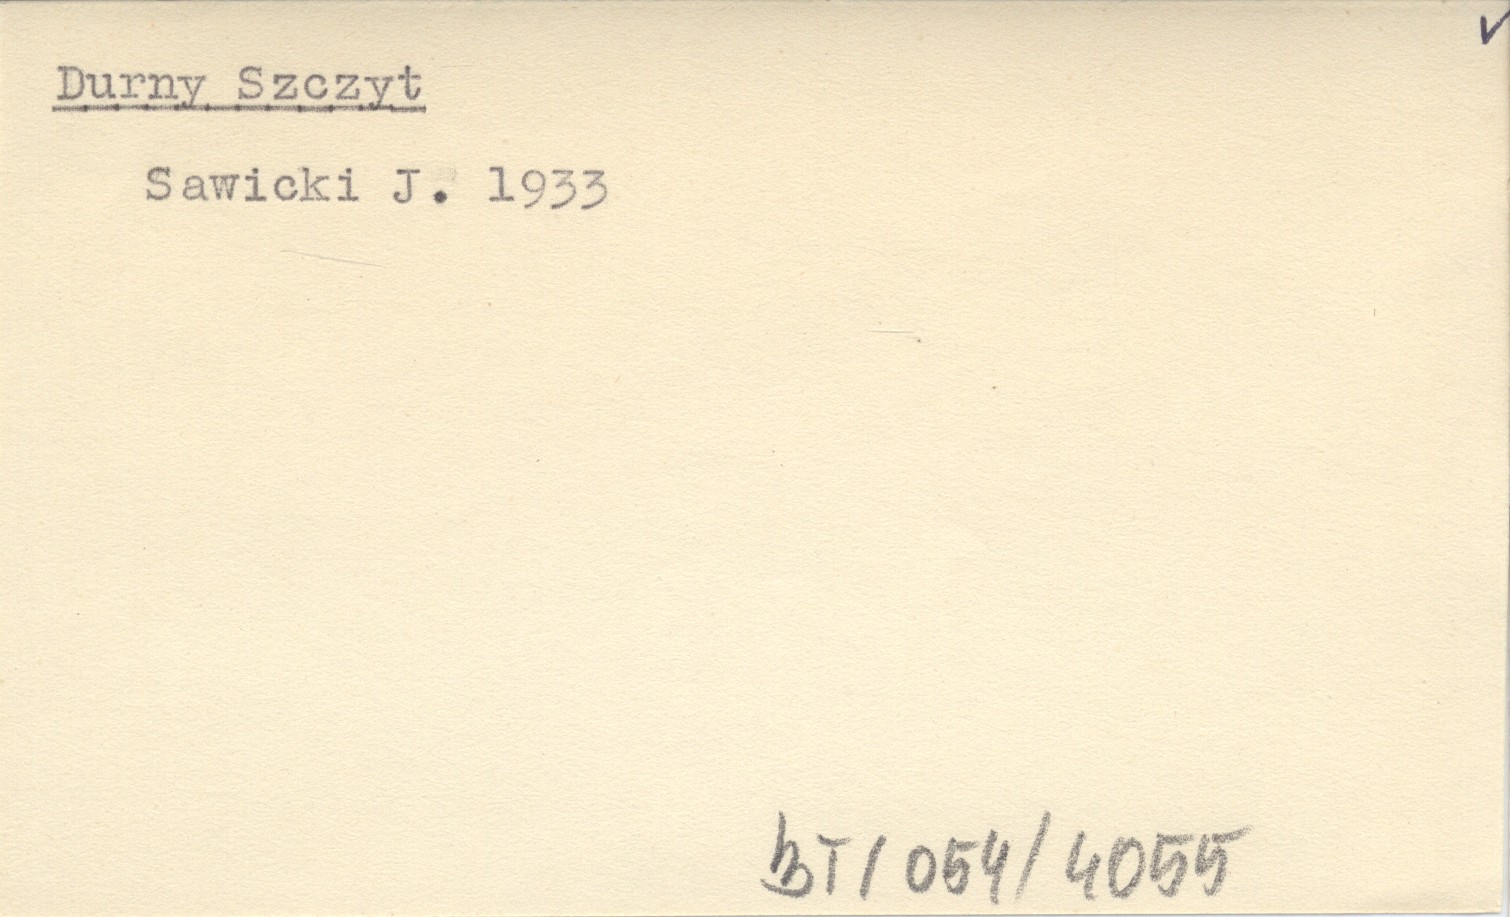 Durny Szczyt
Sawicki J. 1933
BT/054/4055